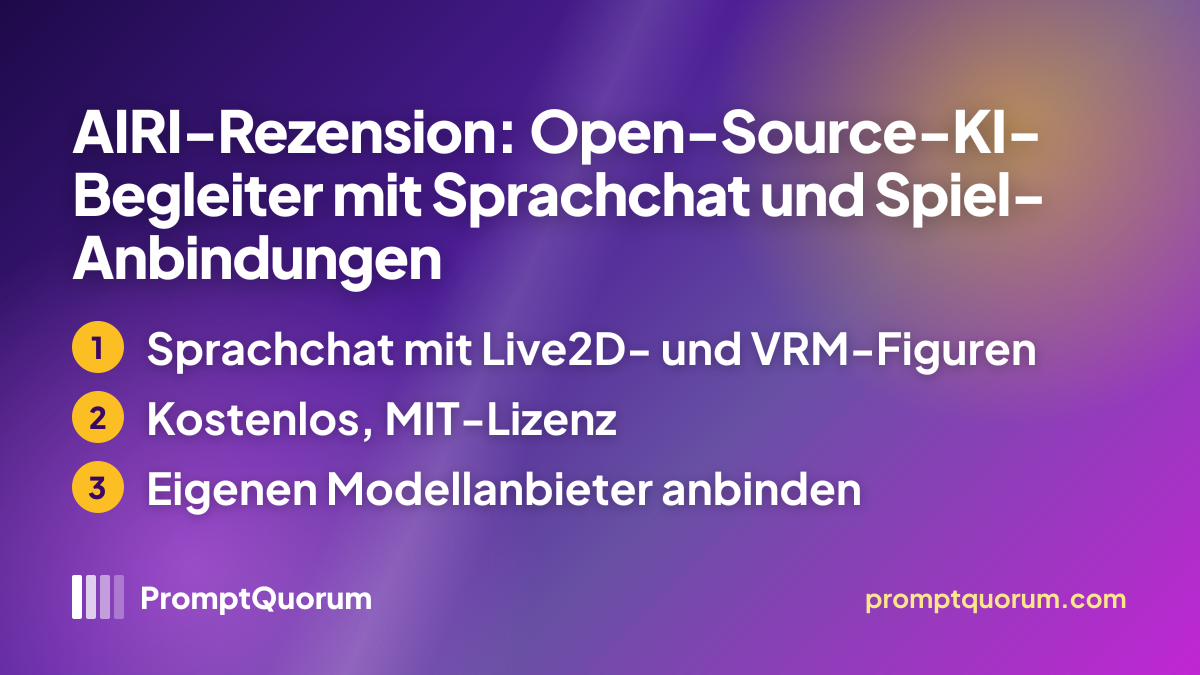 AIRI-Rezension: Open-Source-KI-
Begleiter mit Sprachchat und Spiel-
Anbindungen
1 Sprachchat mit Live2D- und VRM-Figuren
2 Kostenlos, MIT-Lizenz
3 Eigenen Modellanbieter anbinden
PromptQuorum
promptquorum.com